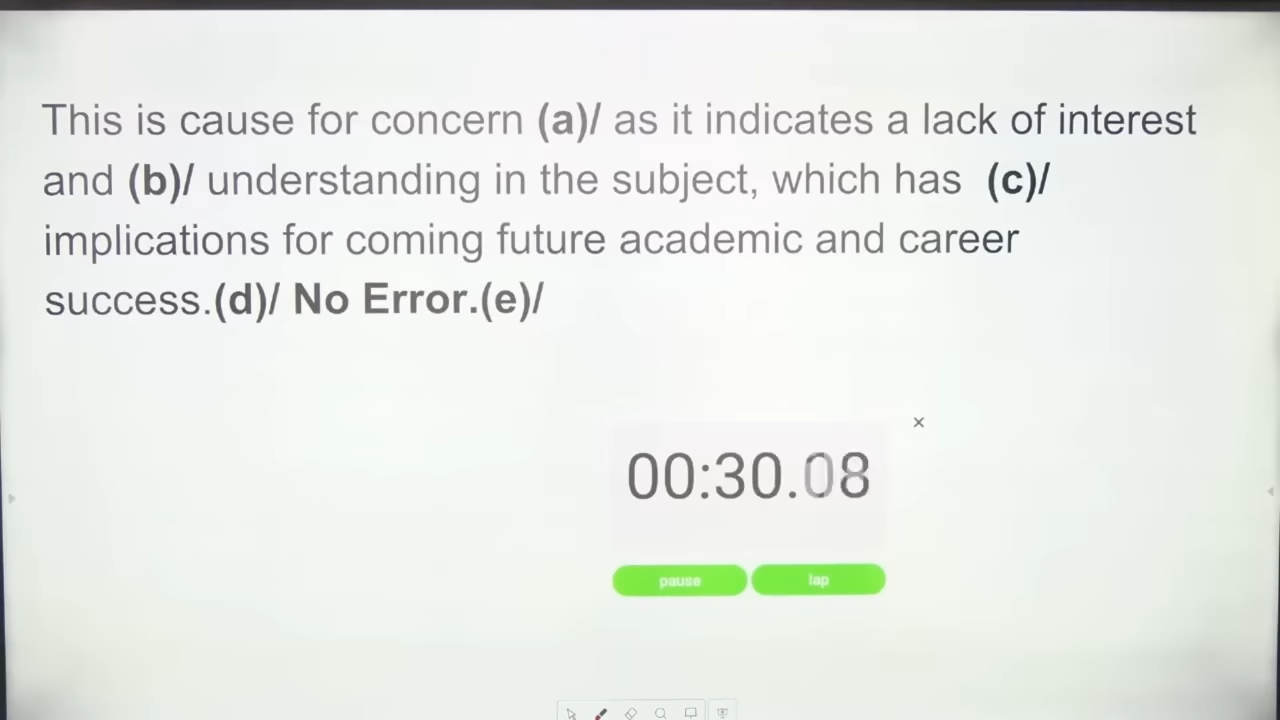 This is cause for concern (a)/ as it indicates a lack of interest
and (b)/ understanding in the subject, which has (c)/
implications for coming future academic and career
success.(d)/ No Error.(e)/
00:30.08
pause lap